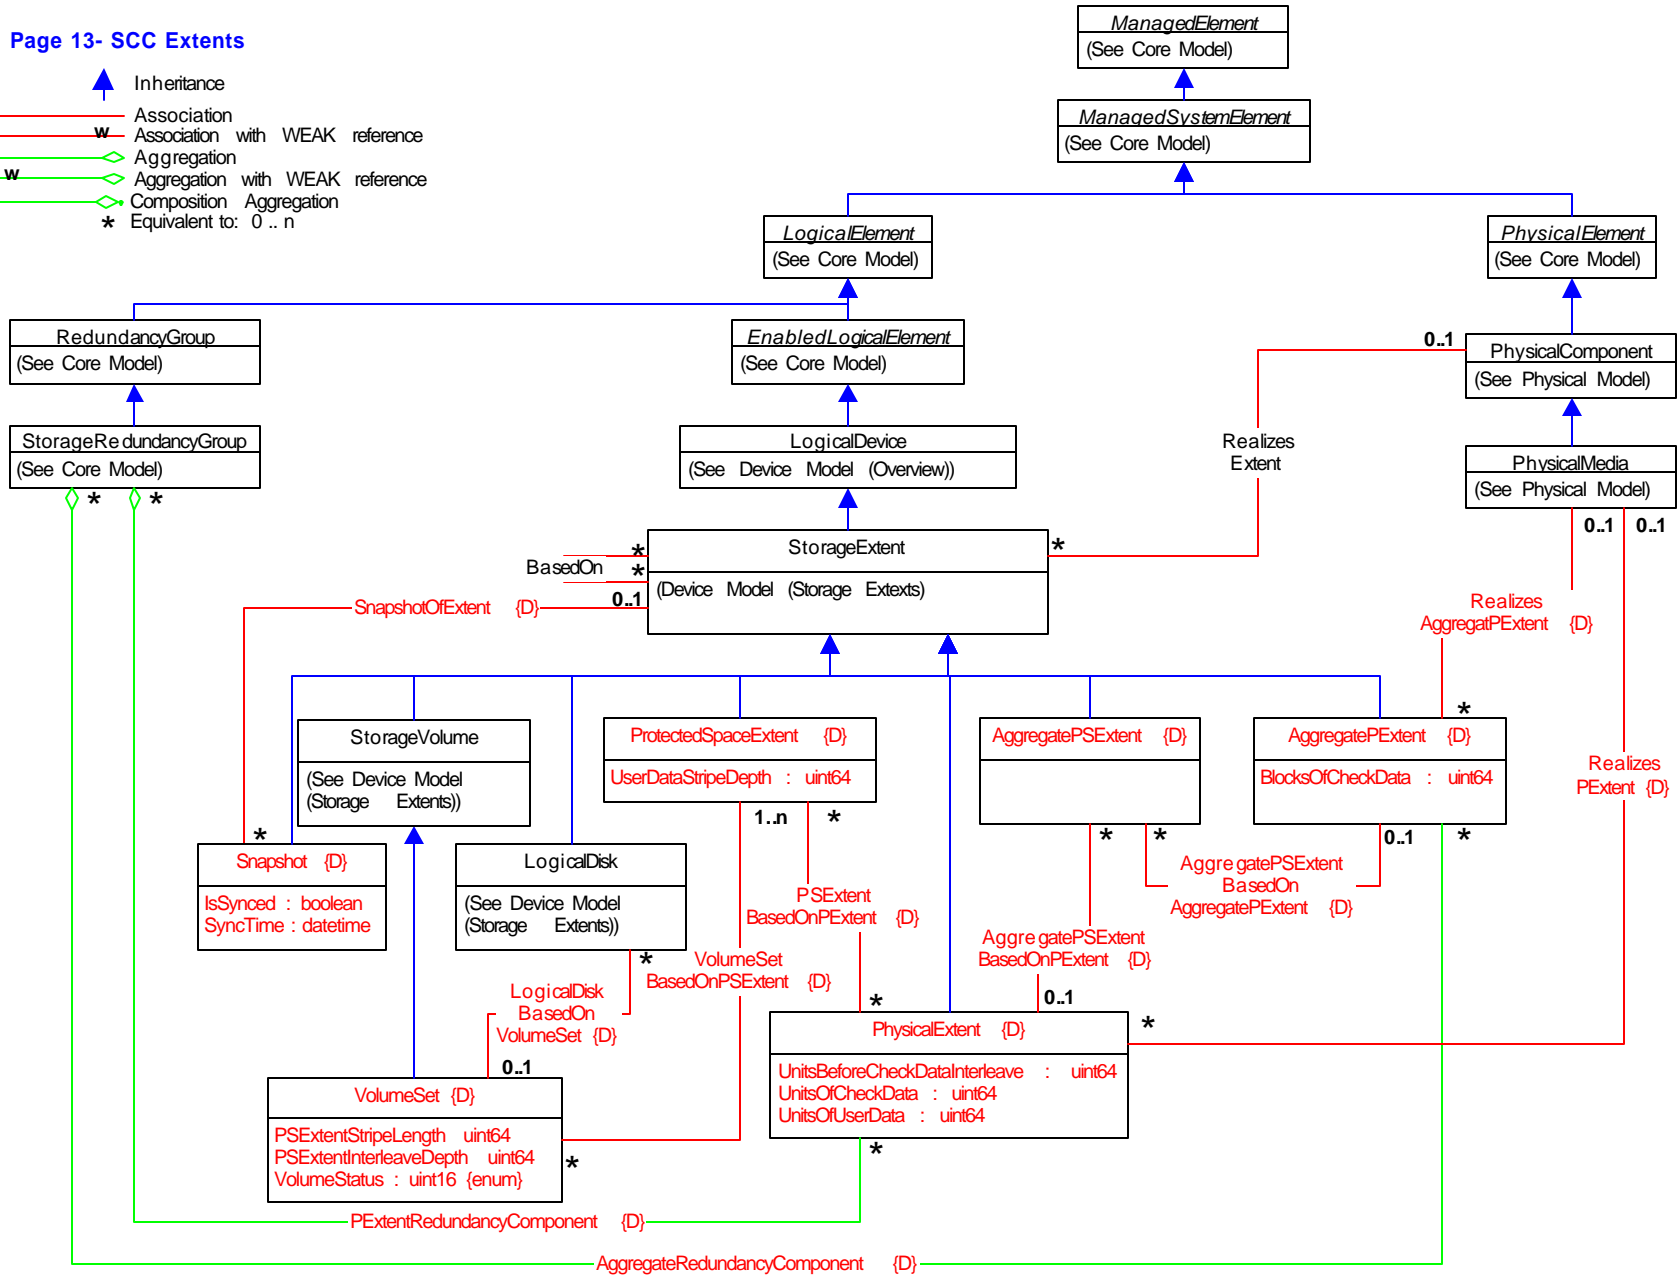 Page 13- SCC Extents
Inheritance
Association
w Association with WEAK reference
Aggregation
w Aggregation with WEAK reference
Composition Aggregation
* Equivalent to: 0 .. n
ManagedElement
(See Core Model)
ManagedSystemElement
(See Core Model)
LogicalElement
(See Core Model)
PhysicalElement
(See Core Model)
RedundancyGroup
(See Core Model)
EnabledLogicalElement
(See Core Model)
0..1
PhysicalComponent
(See Physical Model)
StorageRedundancyGroup
(See Core Model)
* *
LogicalDevice
(See Device Model (Overview))
Realizes
Extent
PhysicalMedia
(See Physical Model)
0..1 0..1
StorageExtent
(Device Model (Storage Extexts)
*
BasedOn
*
*
0..1
SnapshotOfExtent {D}
Realizes
AggregatPExtent {D}
*
StorageVolume
(See Device Model
(Storage Extents))
ProtectedSpaceExtent {D}
UserDataStripeDepth : uint64
1..n *
AggregatePSExtent {D}
* *
AggregatePExtent {D}
BlocksOfCheckData : uint64
0..1 *
Realizes
PExtent {D}
*
Snapshot {D}
IsSynced : boolean
SyncTime : datetime
LogicalDisk
(See Device Model
(Storage Extents))
*
PSExtent
BasedOnPExtent {D}
AggregatePSExtent
BasedOn
AggregatePExtent {D}
AggregatePSExtent
BasedOnPExtent {D}
VolumeSet
BasedOnPSExtent {D}
LogicalDisk
BasedOn
VolumeSet {D}
0..1
*
0..1
*
PhysicalExtent {D}
UnitsBeforeCheckDataInterleave : uint64
UnitsOfCheckData : uint64
UnitsOfUserData : uint64
*
VolumeSet {D}
PSExtentStripeLength uint64
PSExtentInterleaveDepth uint64
VolumeStatus : uint16 {enum}
*
PExtentRedundancyComponent {D}
AggregateRedundancyComponent {D}